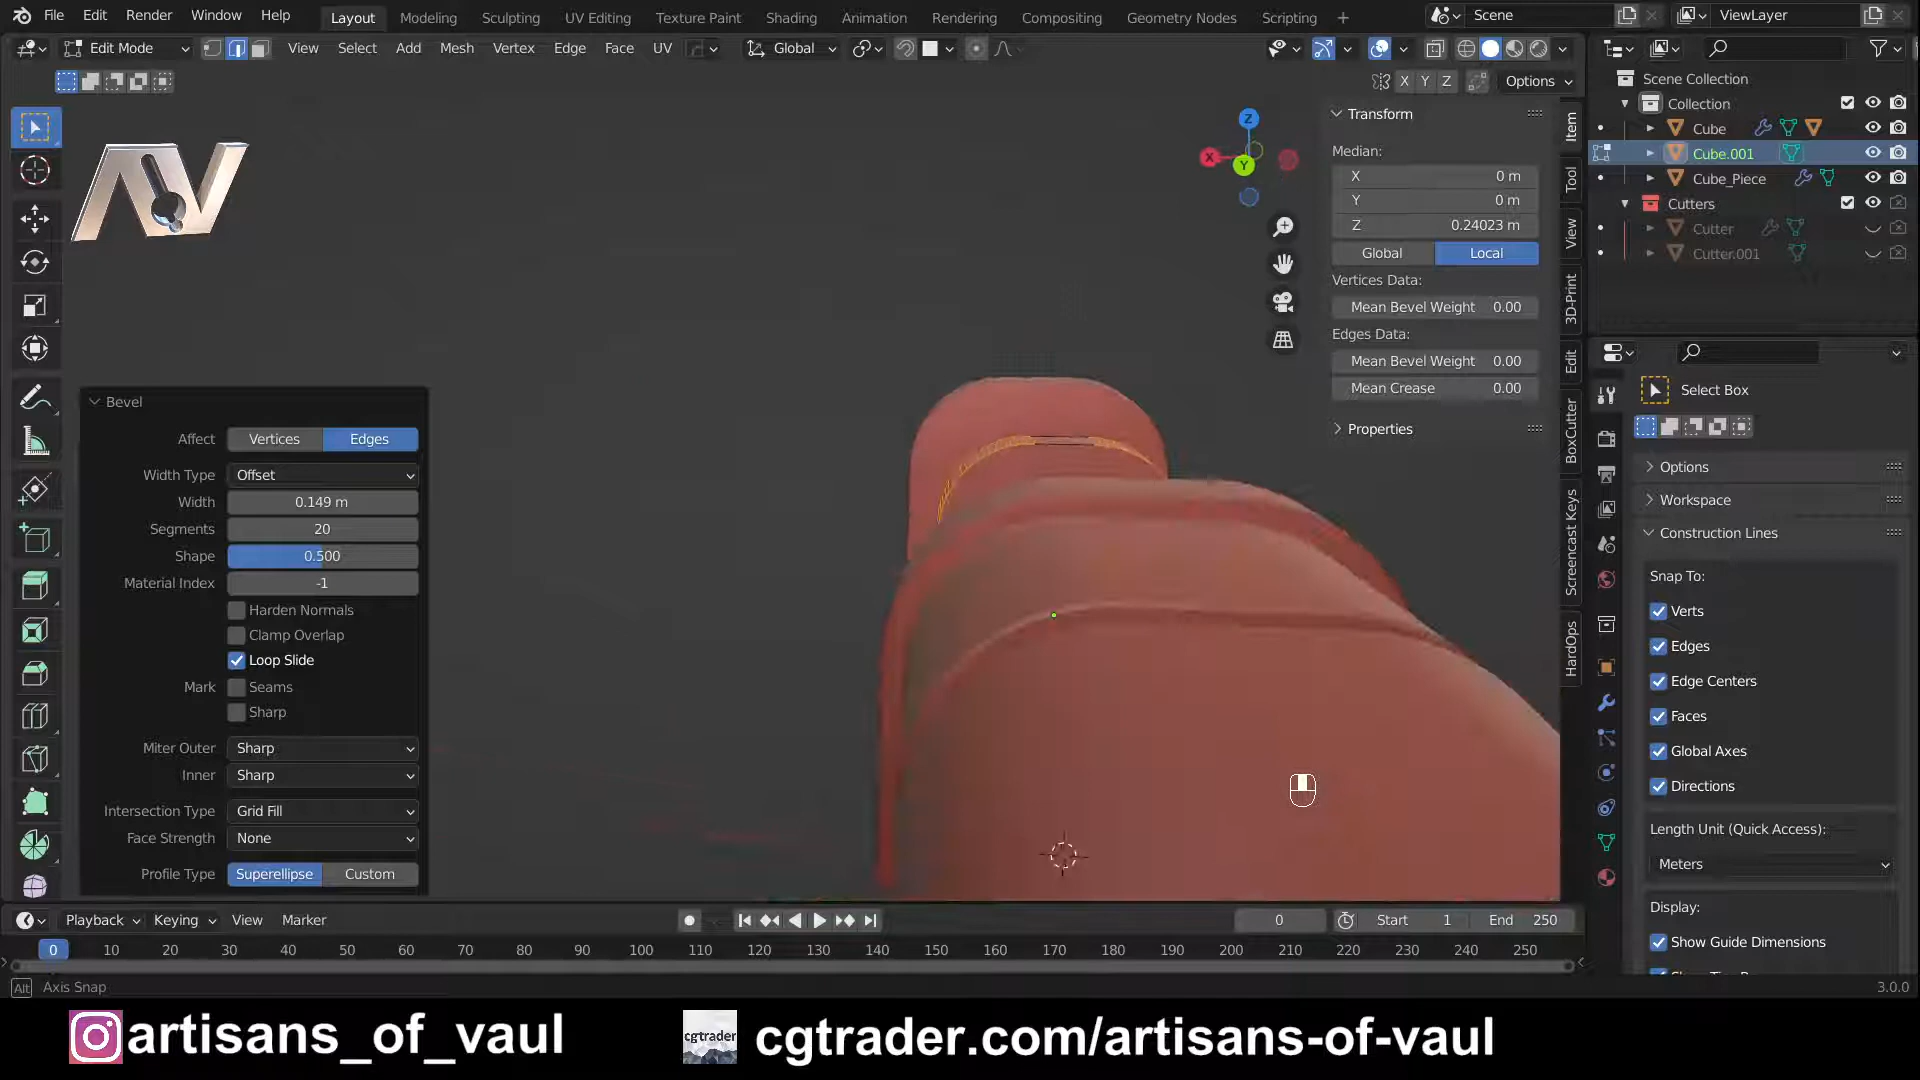 File Edit Render Window Help Layout Modeling Sculpting UV Editing Texture Paint Shading Animation Rendering Compositing Geometry Nodes Scripting + Scene ViewLayer
Edit Mode View Select Add Mesh Vertex Edge Face UV Global
X Y Z Options
AV
Transform
Median:
X 0 m
Y 0 m
Z 0.24023 m
Global Local
Vertices Data:
Mean Bevel Weight 0.00
Edges Data:
Mean Bevel Weight 0.00
Mean Crease 0.00
Properties
Item
Tool
View
3D-Print
Edit
BoxCutter
Screencast Keys
HardOps
Z
X
Y
Scene Collection
Collection
Cube
Cube.001
Cube_Piece
Cutters
Cutter
Cutter.001
Select Box
Options
Workspace
Construction Lines
Snap To:
Verts
Edges
Edge Centers
Faces
Global Axes
Directions
Length Unit (Quick Access):
Meters
Display:
Show Guide Dimensions
Bevel
Affect Vertices Edges
Width Type Offset
Width 0.149 m
Segments 20
Shape 0.500
Material Index -1
Harden Normals
Clamp Overlap
Loop Slide
Mark Seams
Sharp
Miter Outer Sharp
Inner Sharp
Intersection Type Grid Fill
Face Strength None
Profile Type Superellipse Custom
Playback Keying View Marker 0 Start 1 End 250
0 10 20 30 40 50 60 70 80 90 100 110 120 130 140 150 160 170 180 190 200 210 220 230 240 250
Alt Axis Snap 3.0.0
artisans_of_vaul cgtrader cgtrader.com/artisans-of-vaul